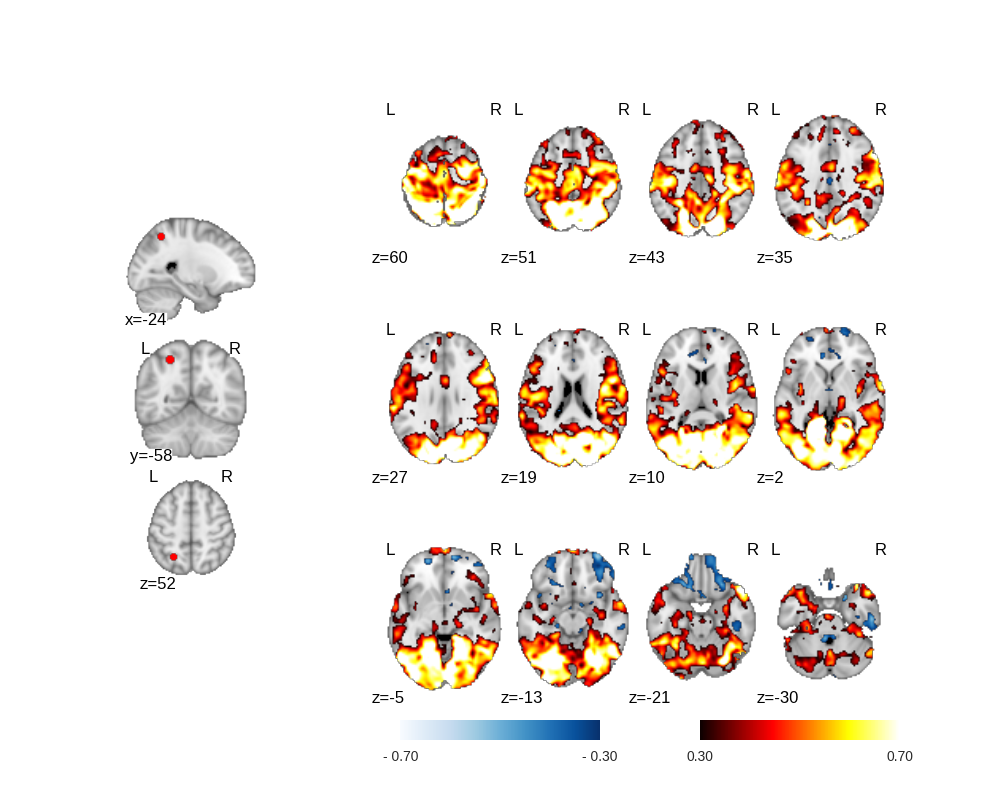 x=-24
L R
y=-58
L R
z=52
L R L R L R L R
z=60 z=51 z=43 z=35
L R L R L R L R
z=27 z=19 z=10 z=2
L R L R L R L R
z=-5 z=-13 z=-21 z=-30
- 0.70 - 0.30 0.30 0.70